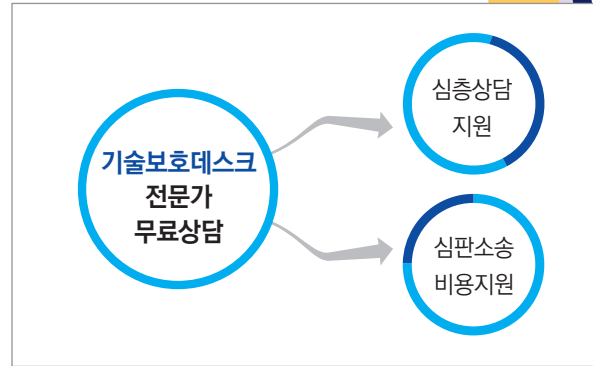 기술보호데스크
전문가
무료상담
심층상담
지원
심판소송
비용지원